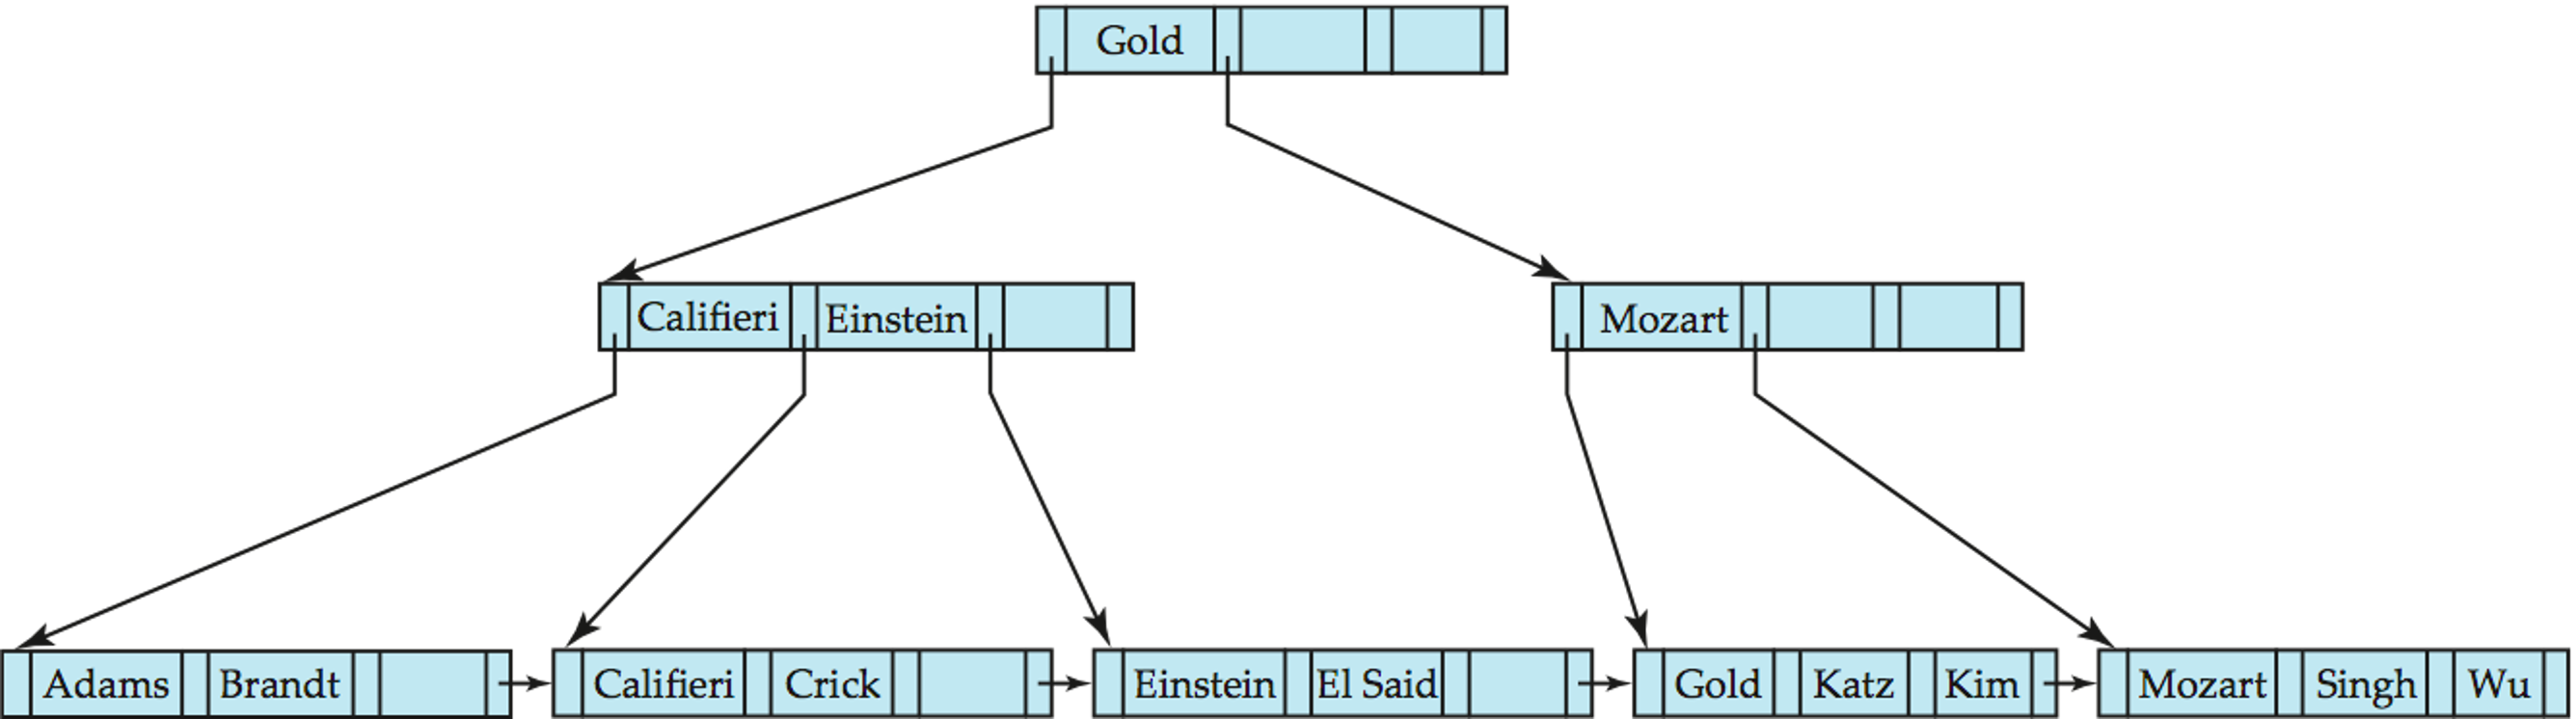 Gold
Califieri Einstein Mozart
Adams Brandt Califieri Crick Einstein El Said Gold Katz Kim Mozart Singh Wu